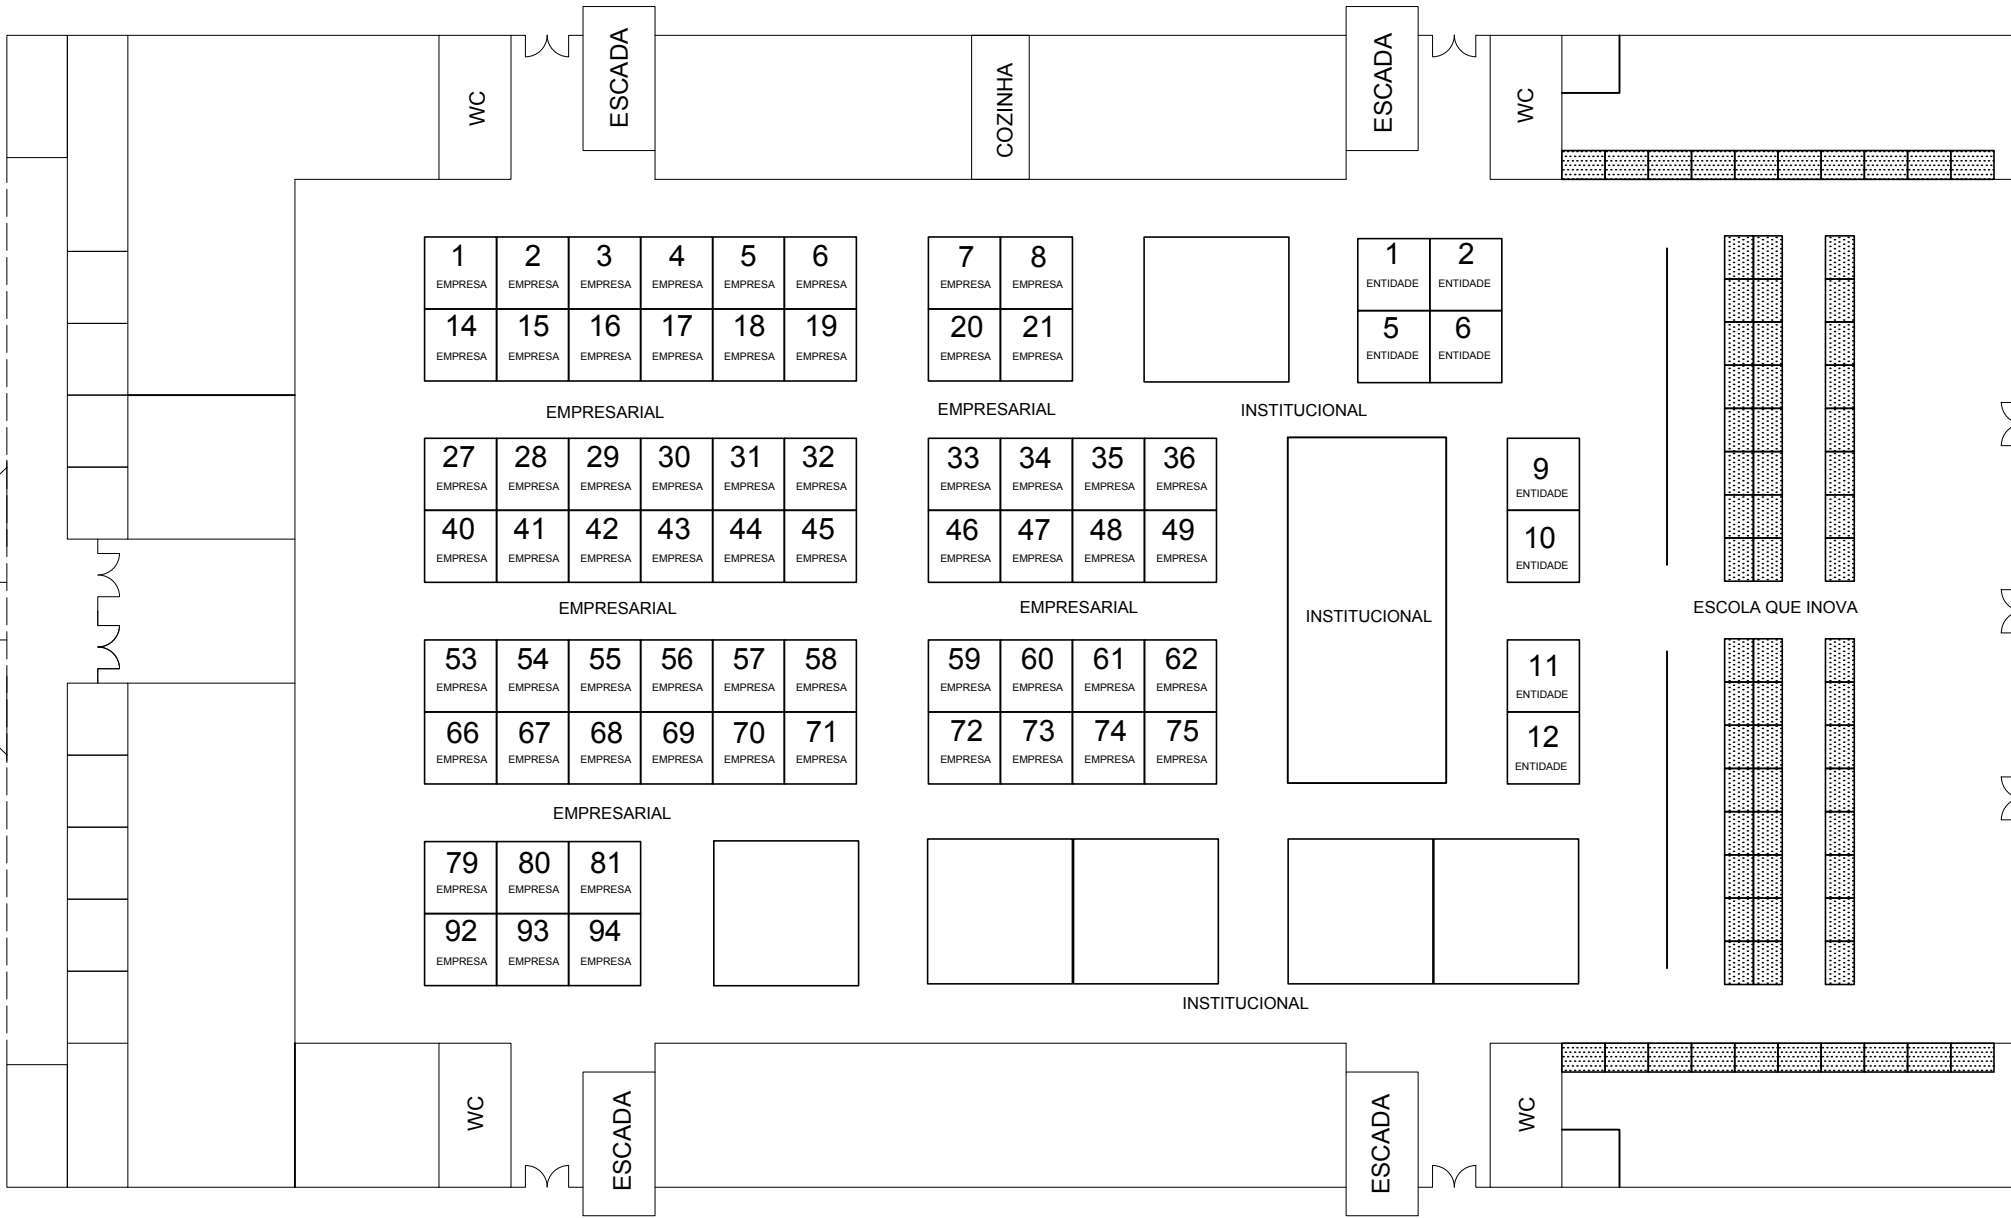 WC
ESCADA
COZINHA
ESCADA
WC
1 2 3 4 5 6
EMPRESA EMPRESA EMPRESA EMPRESA EMPRESA EMPRESA
14 15 16 17 18 19
EMPRESA EMPRESA EMPRESA EMPRESA EMPRESA EMPRESA
7 8
EMPRESA EMPRESA
20 21
EMPRESA EMPRESA
1 2
ENTIDADE ENTIDADE
5 6
ENTIDADE ENTIDADE
EMPRESARIAL
EMPRESARIAL
INSTITUCIONAL
27 28 29 30 31 32
EMPRESA EMPRESA EMPRESA EMPRESA EMPRESA EMPRESA
40 41 42 43 44 45
EMPRESA EMPRESA EMPRESA EMPRESA EMPRESA EMPRESA
33 34 35 36
EMPRESA EMPRESA EMPRESA EMPRESA
46 47 48 49
EMPRESA EMPRESA EMPRESA EMPRESA
9
ENTIDADE
10
ENTIDADE
EMPRESARIAL
EMPRESARIAL
INSTITUCIONAL
ESCOLA QUE INOVA
53 54 55 56 57 58
EMPRESA EMPRESA EMPRESA EMPRESA EMPRESA EMPRESA
66 67 68 69 70 71
EMPRESA EMPRESA EMPRESA EMPRESA EMPRESA EMPRESA
59 60 61 62
EMPRESA EMPRESA EMPRESA EMPRESA
72 73 74 75
EMPRESA EMPRESA EMPRESA EMPRESA
11
ENTIDADE
12
ENTIDADE
EMPRESARIAL
79 80 81
EMPRESA EMPRESA EMPRESA
92 93 94
EMPRESA EMPRESA EMPRESA
INSTITUCIONAL
WC
ESCADA
ESCADA
WC